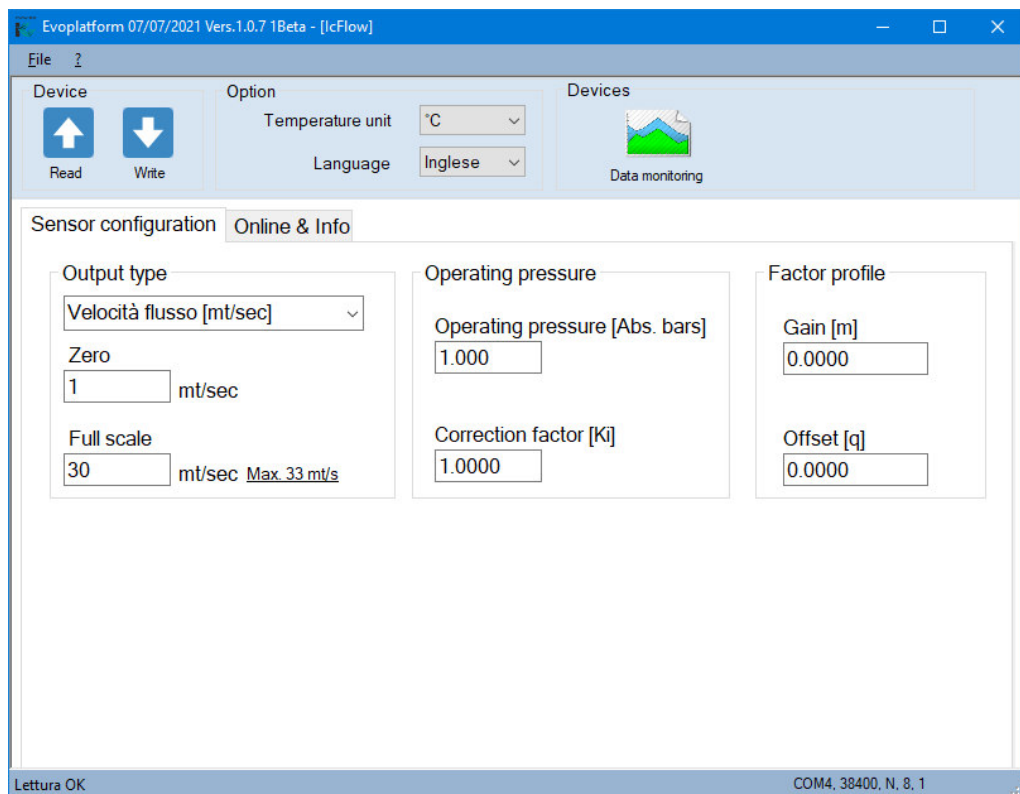 Evoplatform 07/07/2021 Vers.1.0.7 1Beta - [IcFlow]
File ?
Device
Read
Write
Option
Temperature unit °C
Language Inglese
Devices
Data monitoring
Sensor configuration
Online & Info
Output type
Velocità flusso [mt/sec]
Zero
1 mt/sec
Full scale
30 mt/sec Max. 33 mt/s
Operating pressure
Operating pressure [Abs. bars]
1.000
Correction factor [Ki]
1.0000
Factor profile
Gain [m]
0.0000
Offset [q]
0.0000
Lettura OK
COM4, 38400, N, 8, 1